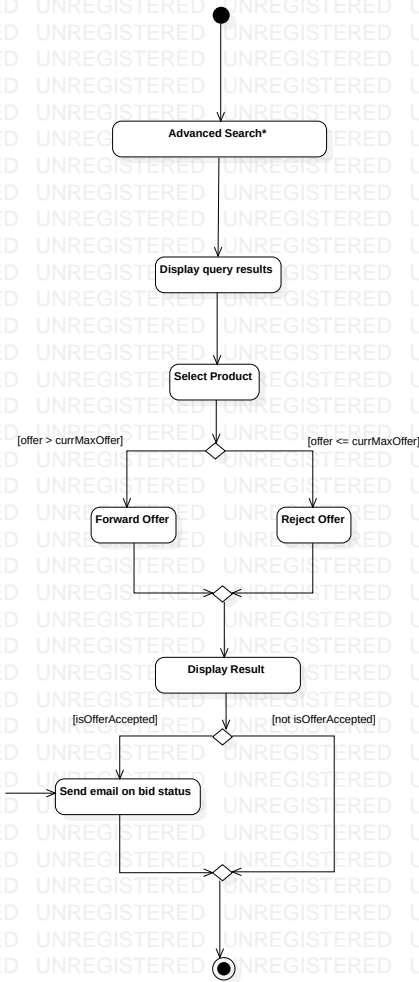 Advanced Search*
Display query results
Select Product
[offer > currMaxOffer]
[offer <= currMaxOffer]
Forward Offer
Reject Offer
Display Result
[isOfferAccepted]
[not isOfferAccepted]
Send email on bid status
UNREGISTERED